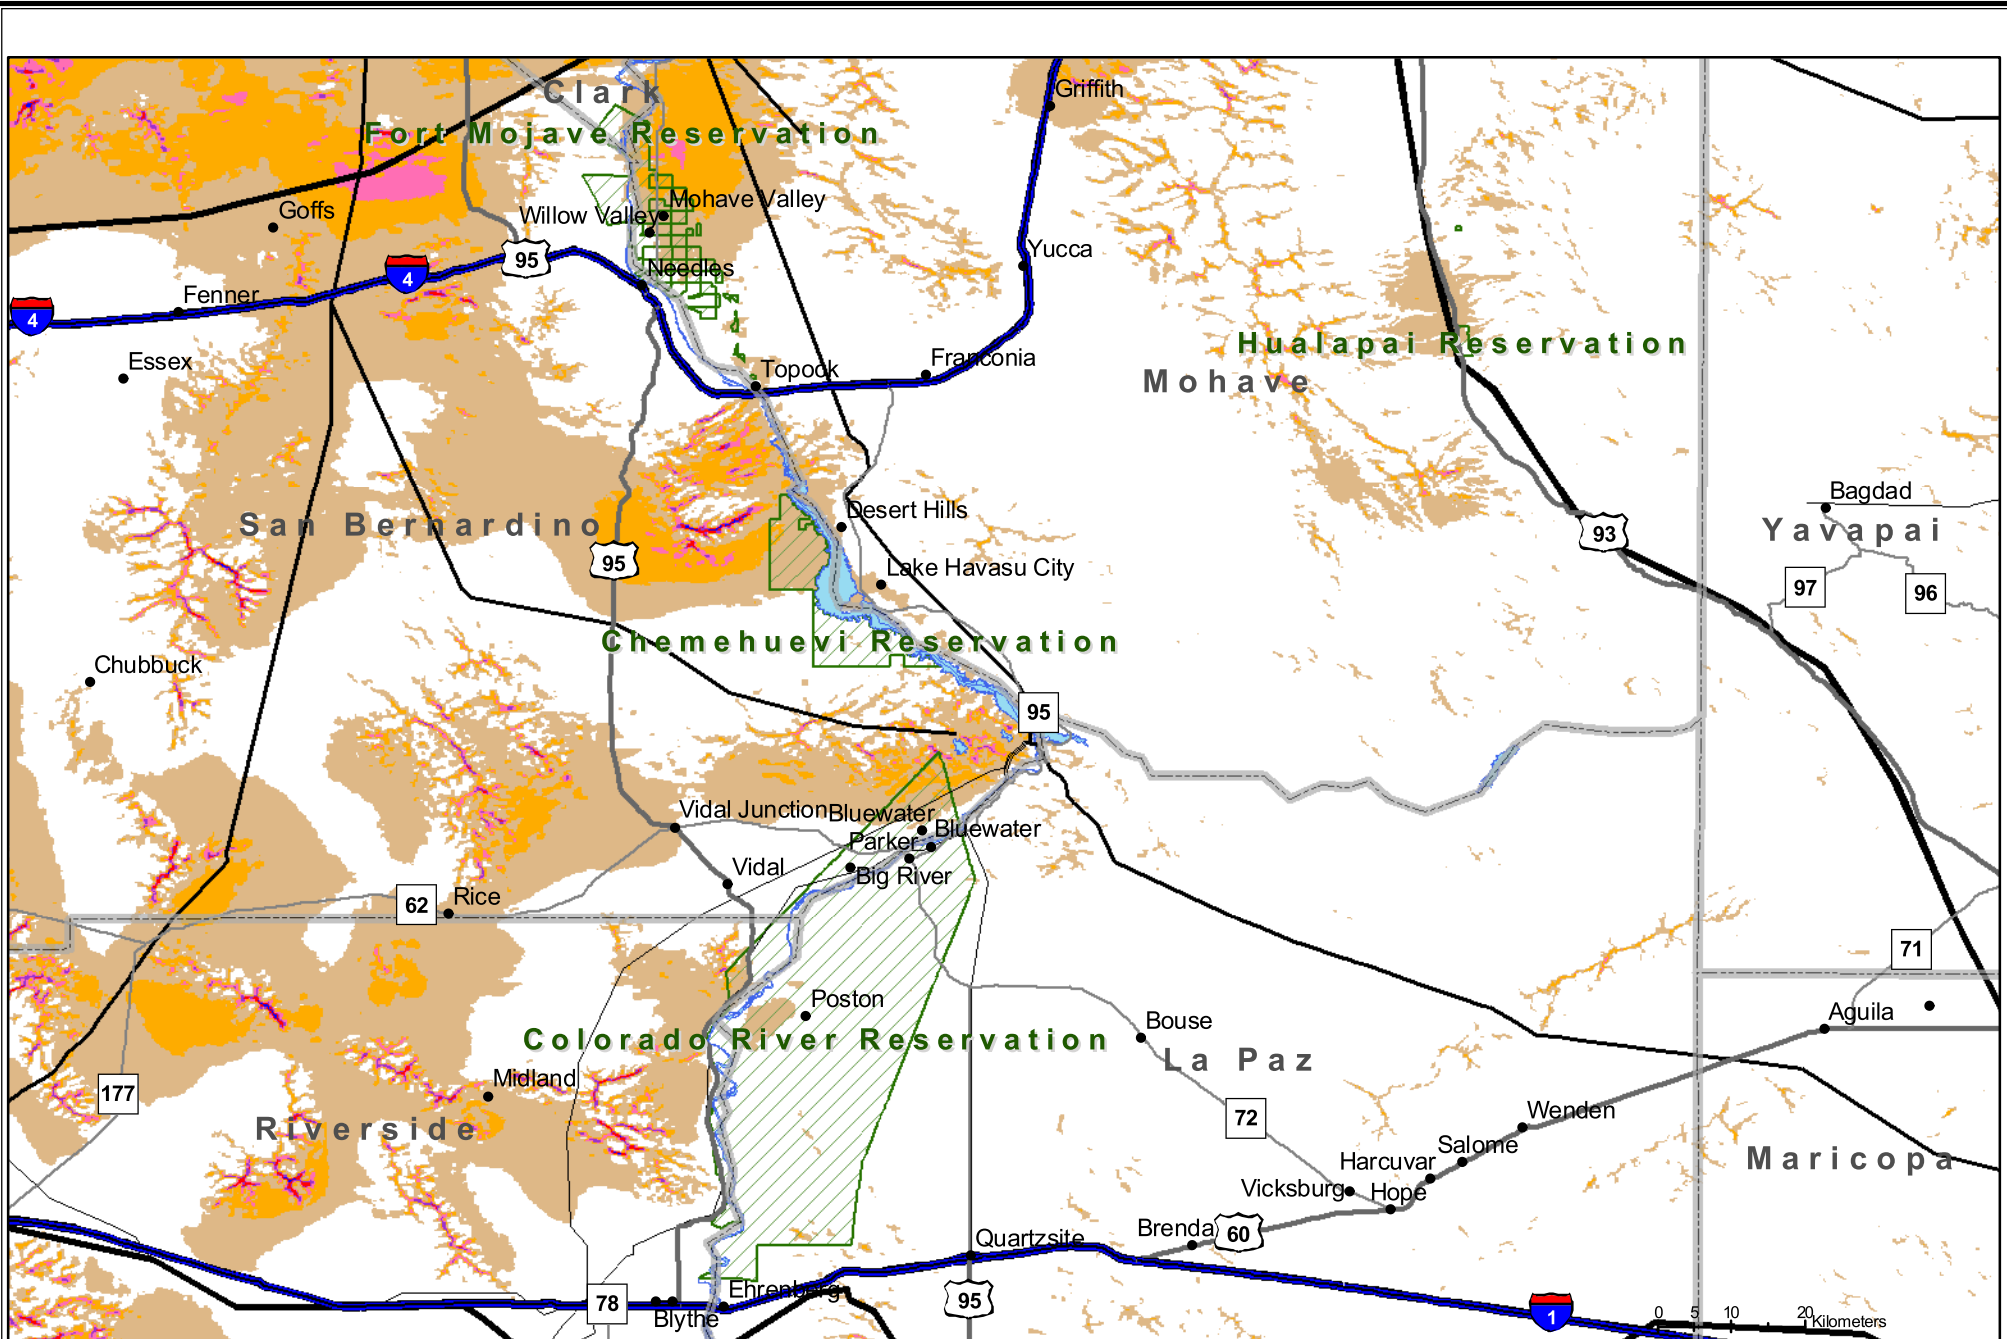 Clark
Griffith
Fort Mojave Reservation
Mohave Valley
Goffs
Willow Valley
Yucca
95
Needles
4
Fenner
4
Hualapai Reservation
Essex
Topock
Franconia
Mohave
Bagdad
Desert Hills
San Bernardino
Yavapai
93
95
Lake Havasu City
97
96
Chemehuevi Reservation
Chubbuck
95
Vidal Junction
Bluewater
Bluewater
Parker
Vidal
Big River
62
Rice
71
Poston
Aguila
Bouse
Colorado River Reservation
La Paz
Midland
177
Wenden
72
Riverside
Salome
Harcuvar
Maricopa
Vicksburg
Hope
Brenda
60
Quartzsite
Ehrenberg
78
95
Blythe
1
0 5 10 20
Kilometers